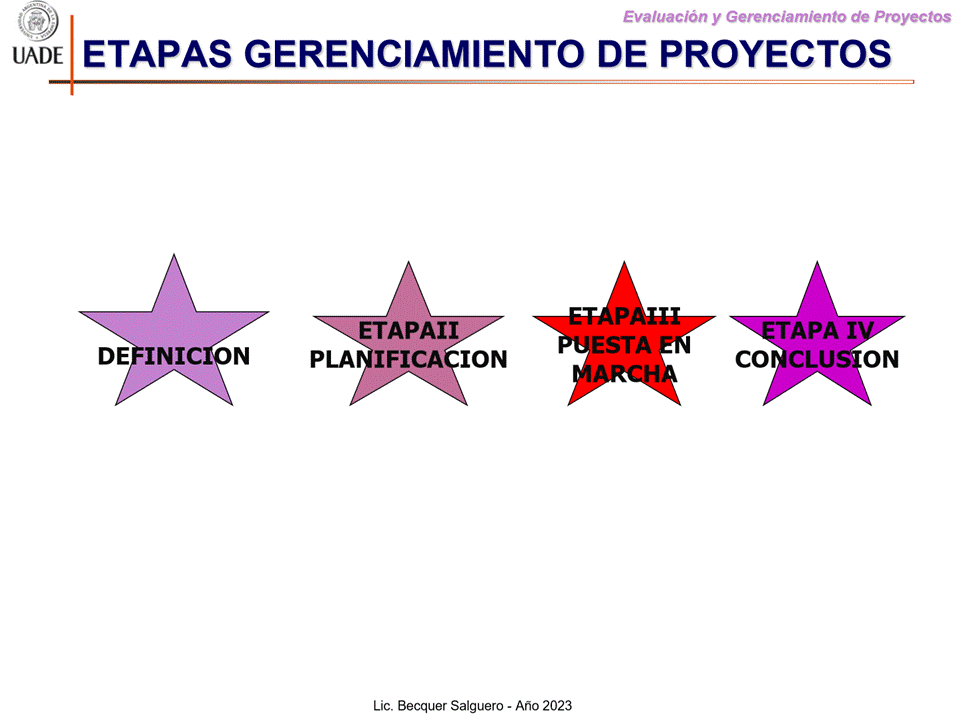 Evaluación y Gerenciamiento de Proyectos
UADE
ETAPAS GERENCIAMIENTO DE PROYECTOS
DEFINICION
ETAPAII
PLANIFICACION
ETAPAIII
PUESTA EN
MARCHA
ETAPA IV
CONCLUSION
Lic. Becquer Salguero - Año 2023